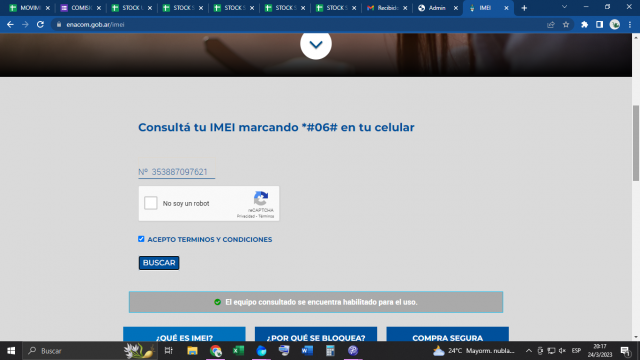 MOVIMI
COMISI
STOCK
STOCK
STOCK
STOCK
STOCK
Recibido
Admin
IMEI
enacom.gob.ar/imei
Consultá tu IMEI marcando *#06# en tu celular
Nº 353887097621
No soy un robot
reCAPTCHA
Privacidad - Términos
ACEPTO TERMINOS Y CONDICIONES
BUSCAR
El equipo consultado se encuentra habilitado para el uso.
¿QUÉ ES IMEI?
¿POR QUÉ SE BLOQUEA?
COMPRA SEGURA
Buscar
24°C Mayorm. nubla...
ESP
20:17
24/3/2023